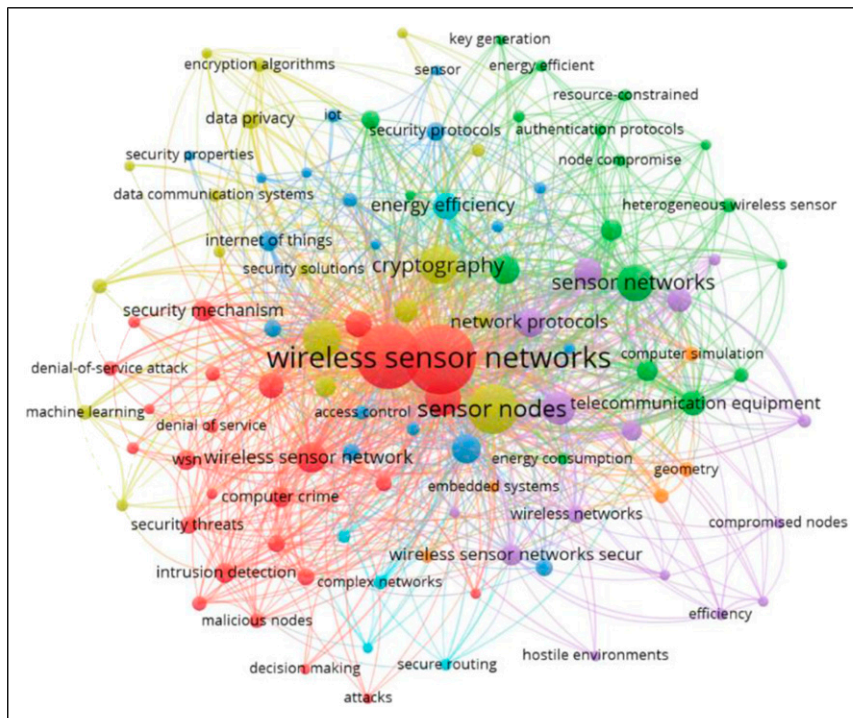 key generation
encryption algorithms
sensor
energy efficient
resource-constrained
data privacy
iot
security protocols
authentication protocols
security properties
node compromise
data communication systems
energy efficiency
heterogeneous wireless sensor
internet of things
security solutions
cryptography
sensor networks
security mechanism
network protocols
wireless sensor networks
computer simulation
denial-of-service attack
machine learning
access control
sensor nodes
telecommunication equipment
denial of service
wsn
wireless sensor network
energy consumption
geometry
computer crime
embedded systems
wireless networks
security threats
compromised nodes
wireless sensor networks secur
intrusion detection
complex networks
malicious nodes
efficiency
hostile environments
decision making
secure routing
attacks